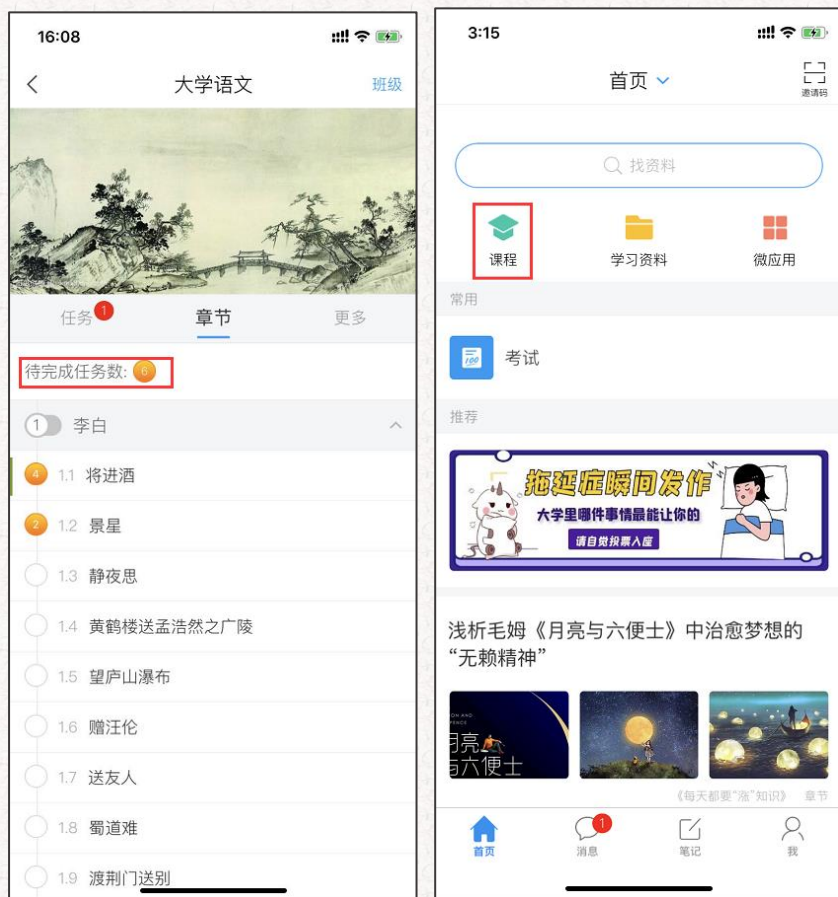 16:08
大学语文
班级
任务 1
章节
更多
待完成任务数: 6
1 李白
4 1.1 将进酒
2 1.2 景星
1.3 静夜思
1.4 黄鹤楼送孟浩然之广陵
1.5 望庐山瀑布
1.6 赠汪伦
1.7 送友人
1.8 蜀道难
1.9 渡荆门送别
3:15
首页
邀请码
找资料
课程
学习资料
微应用
常用
100
考试
推荐
拖延症瞬间发作
大学里哪件事情最能让你的
请自觉投票入座
浅析毛姆《月亮与六便士》中治愈梦想的
“无赖精神”
月亮
与六便士
《每天都要“涨”知识》 章节
首页
消息 1
笔记
我